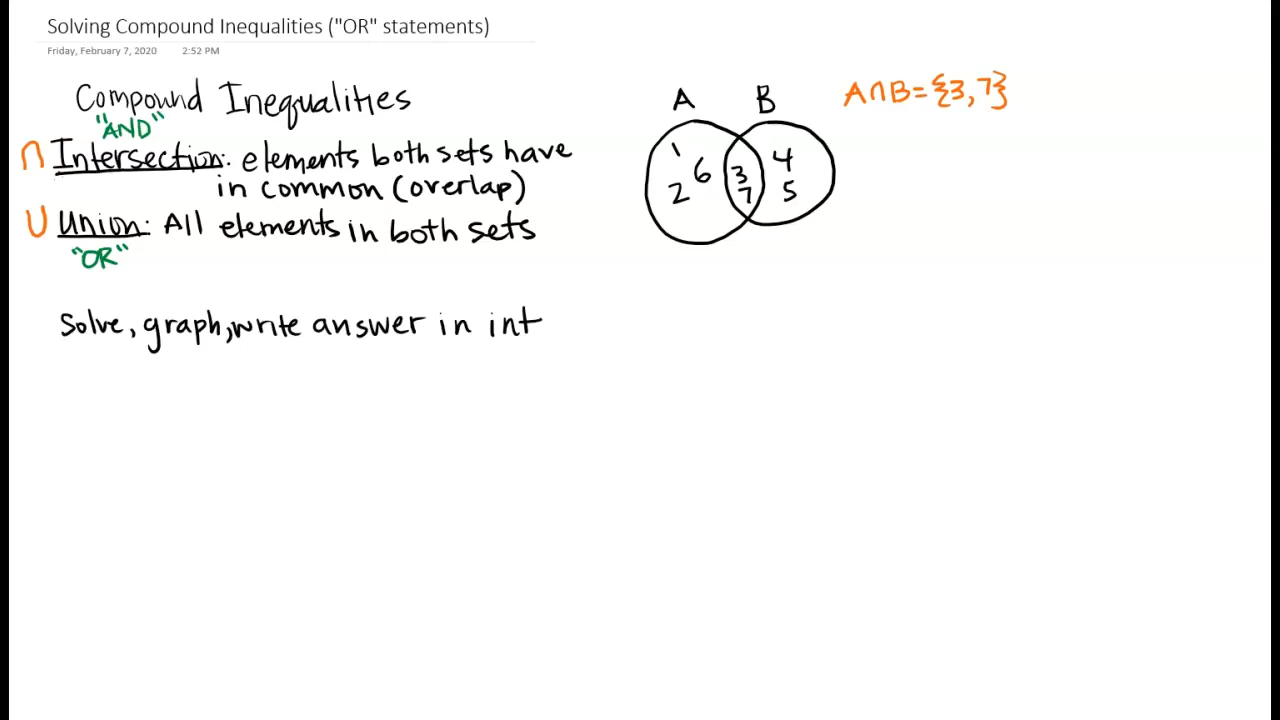 Solving Compound Inequalities ("OR" statements)
Friday, February 7, 2020 2:52 PM
Compound Inequalities
"AND"
∩ Intersection: elements both sets have
in common (overlap)
∪ Union: All elements in both sets
"OR"
Solve, graph, write answer in int
A B
1 6 2 3 7 4 5
A∩B={3,7}